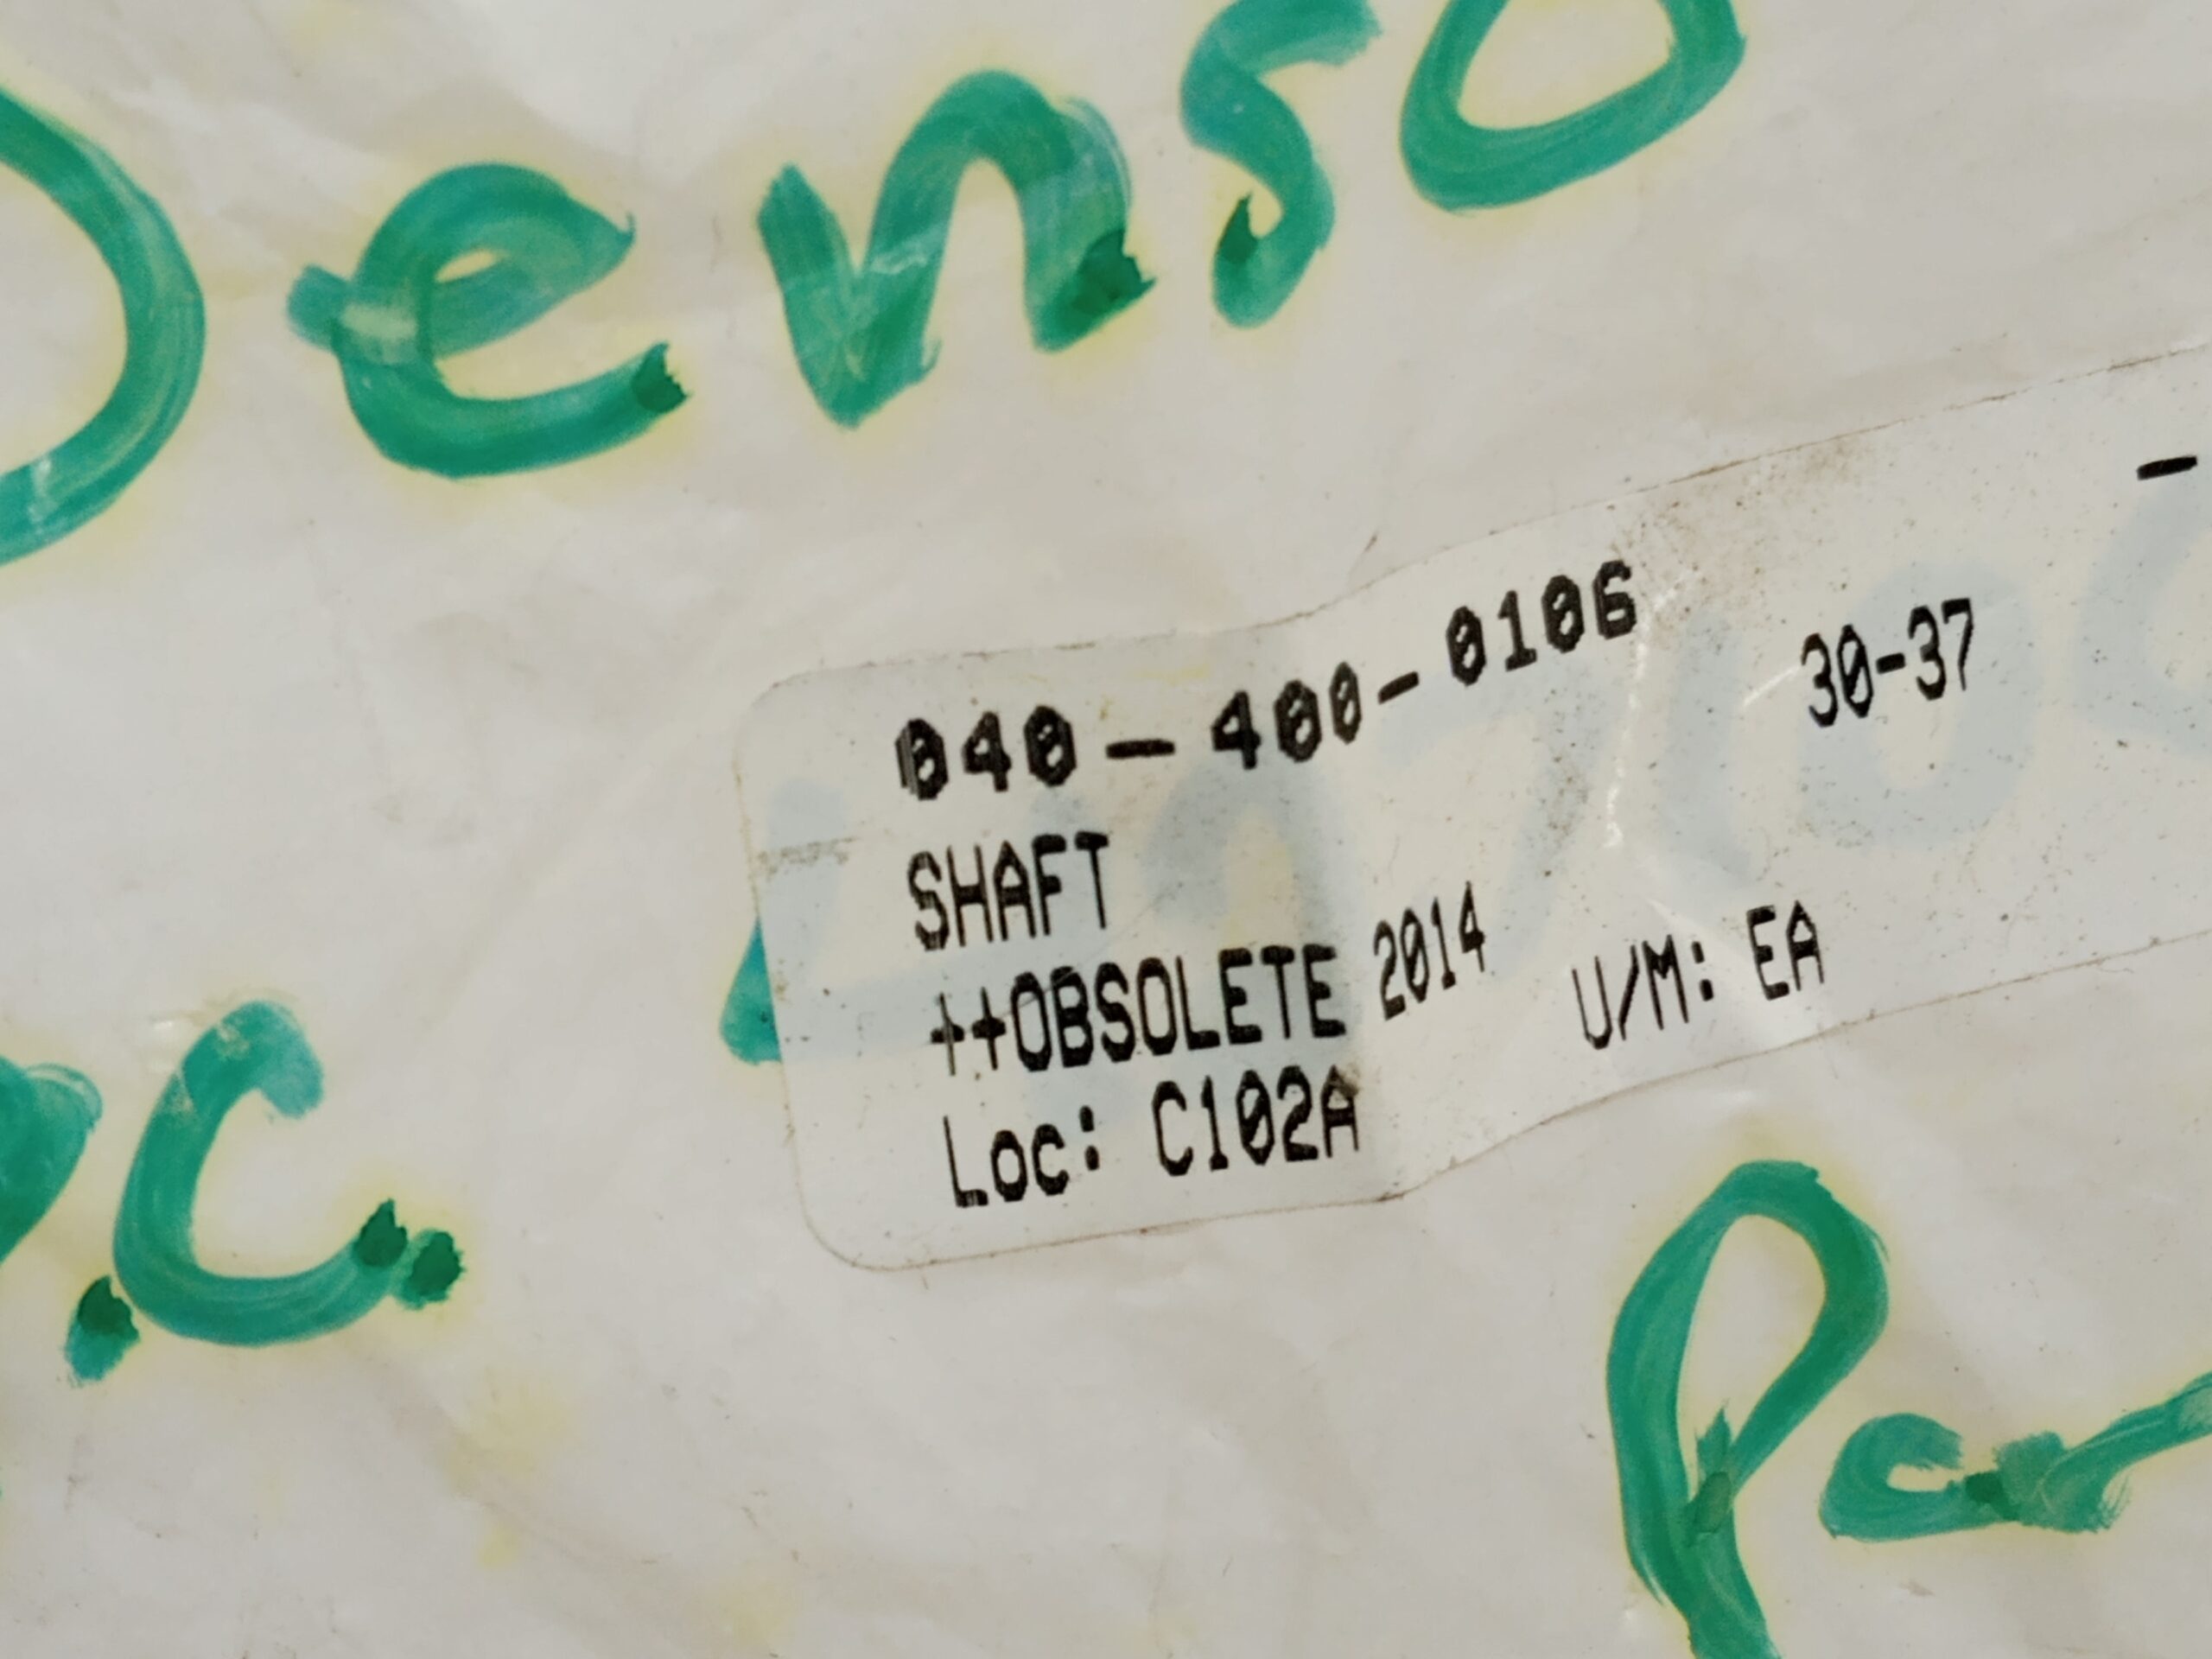 Denso
040-400-0106 30-37 -
SHAFT
++OBSOLETE 2014 U/M: EA
Loc: C102A
.C.